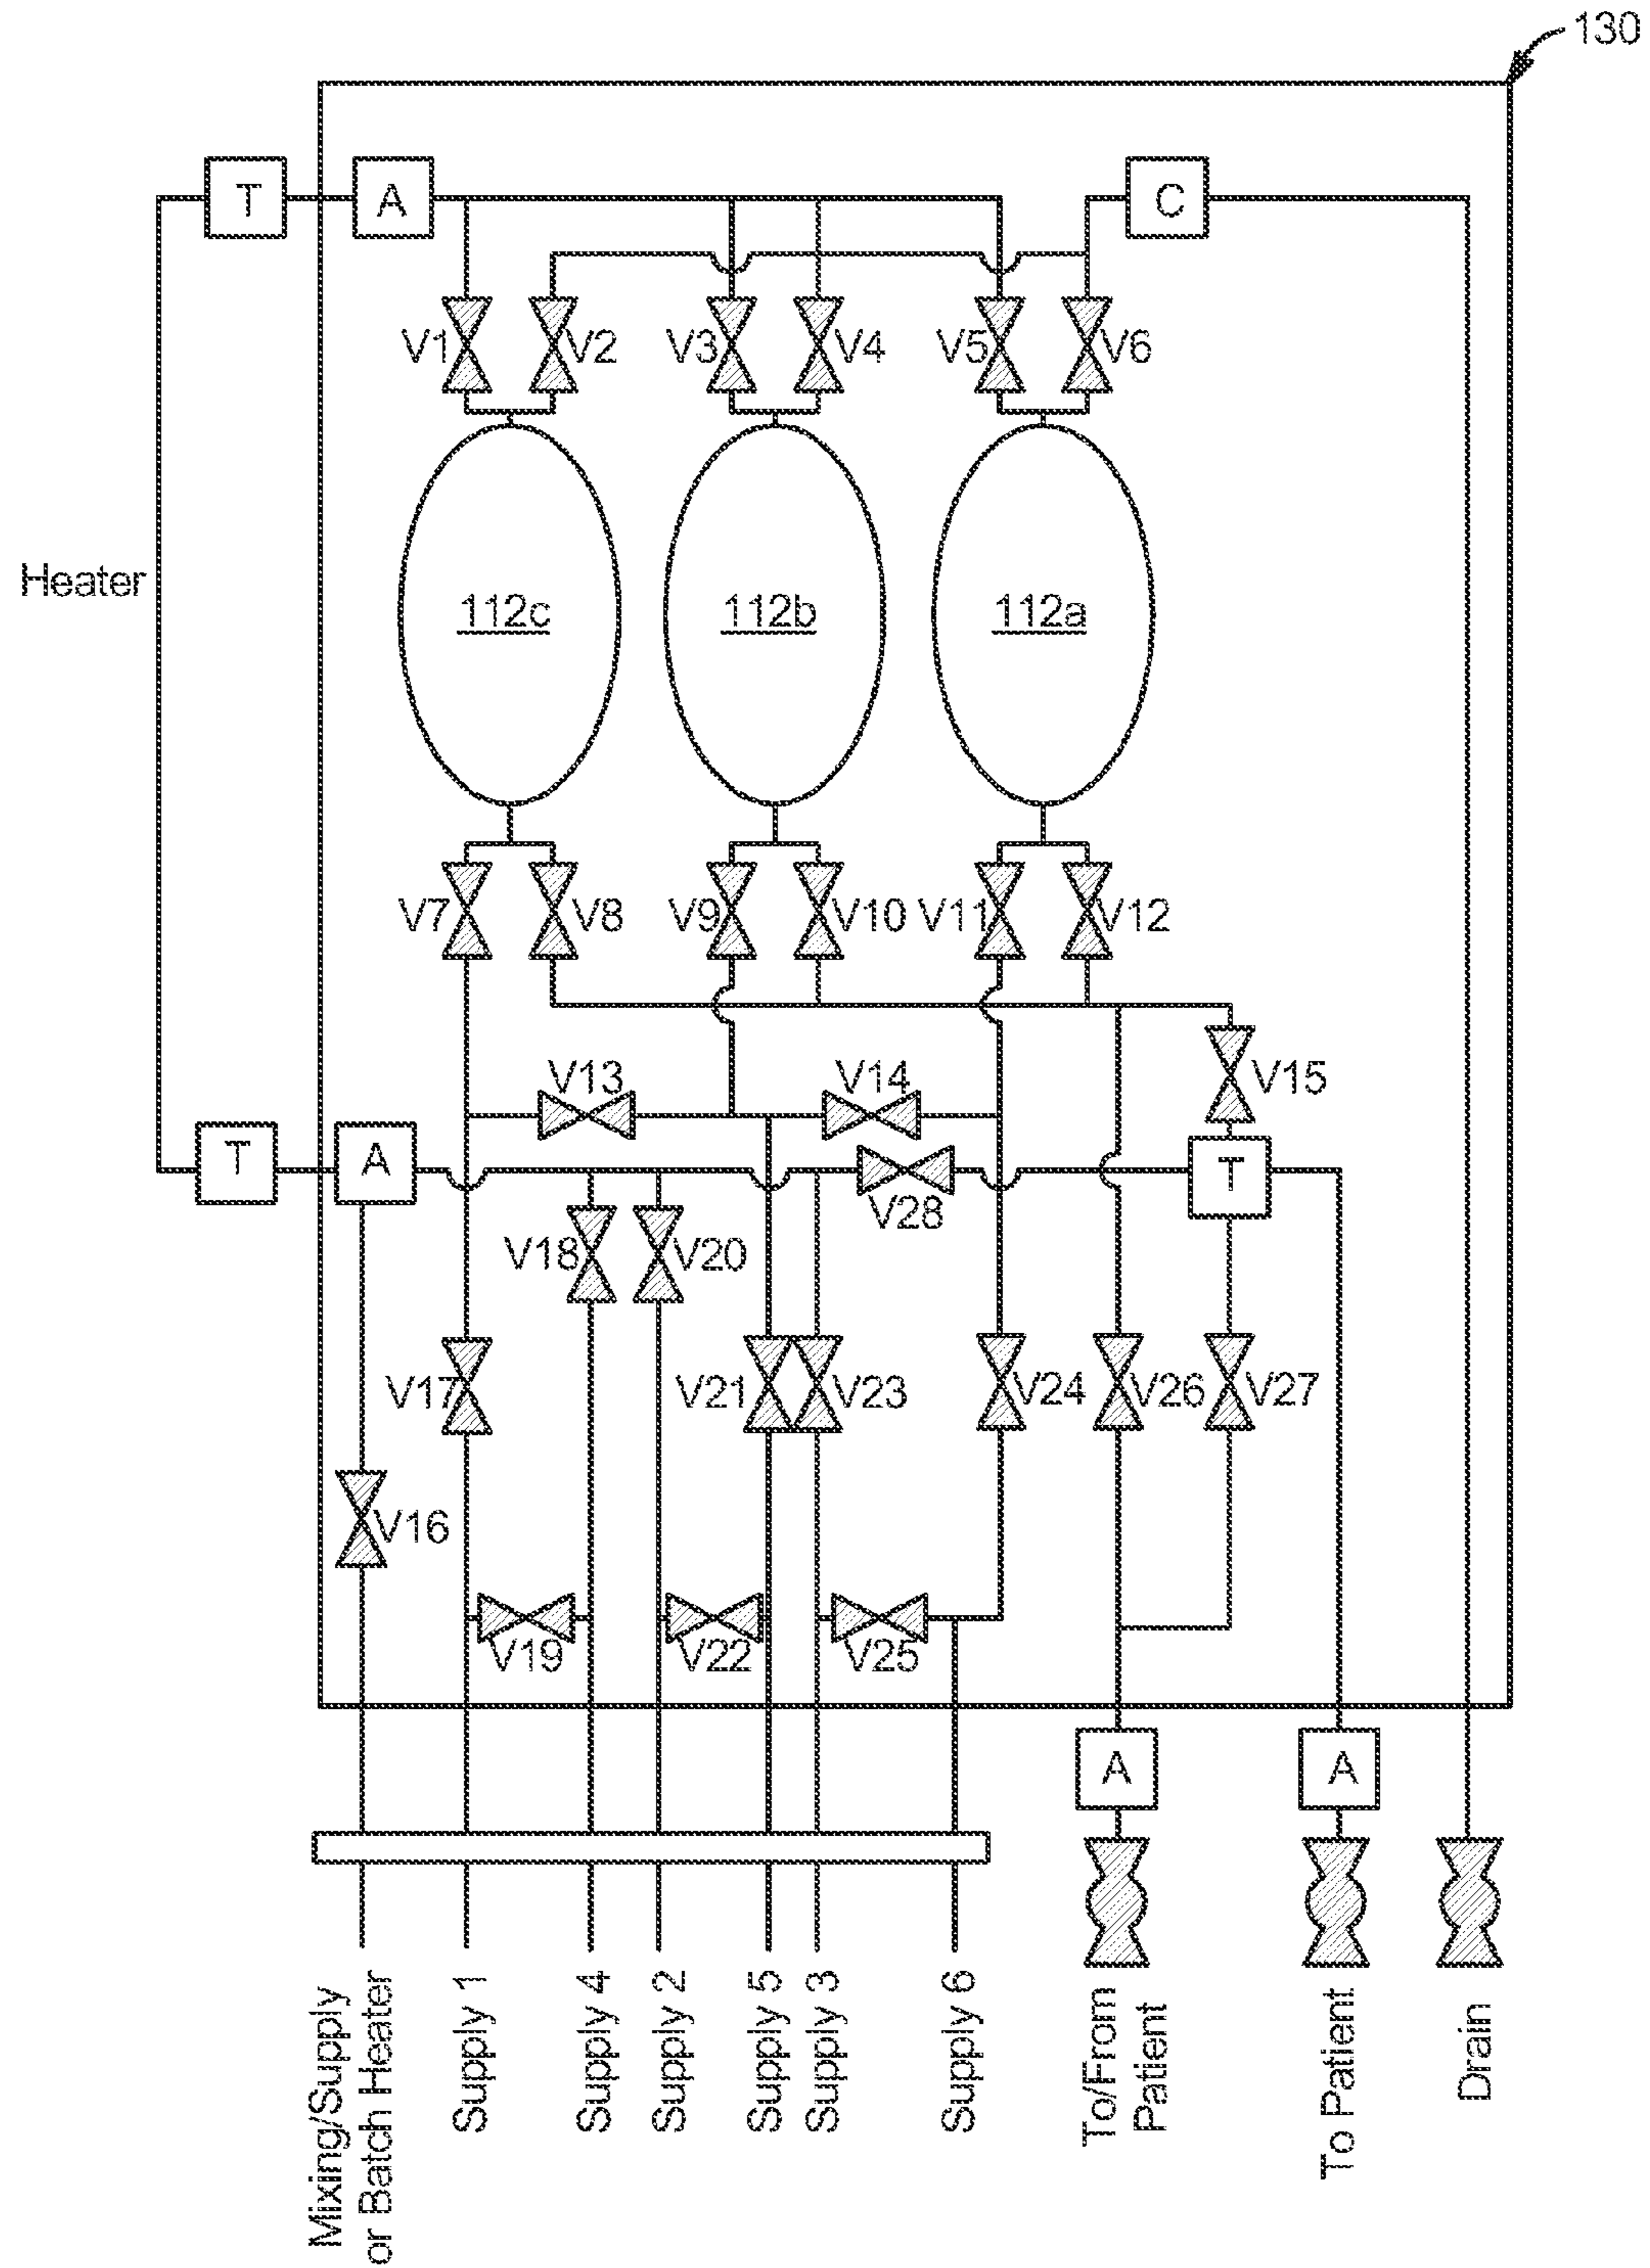 130
T
A
C
V1
V2
V3
V4
V5
V6
Heater
112c
112b
112a
V7
V8
V9
V10
V11
V12
V13
V14
V15
T
A
V28
T
V18
V20
V17
V21
V23
V24
V26
V27
V16
V19
V22
V25
A
A
Mixing/Supply
or Batch Heater
Supply 1
Supply 4
Supply 2
Supply 5
Supply 3
Supply 6
To/From
Patient
To Patient
Drain